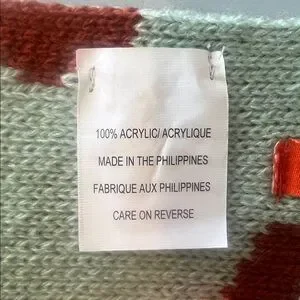 100% ACRYLIC/ ACRYLIQUE
MADE IN THE PHILIPPINES
FABRIQUE AUX PHILIPPINES
CARE ON REVERSE